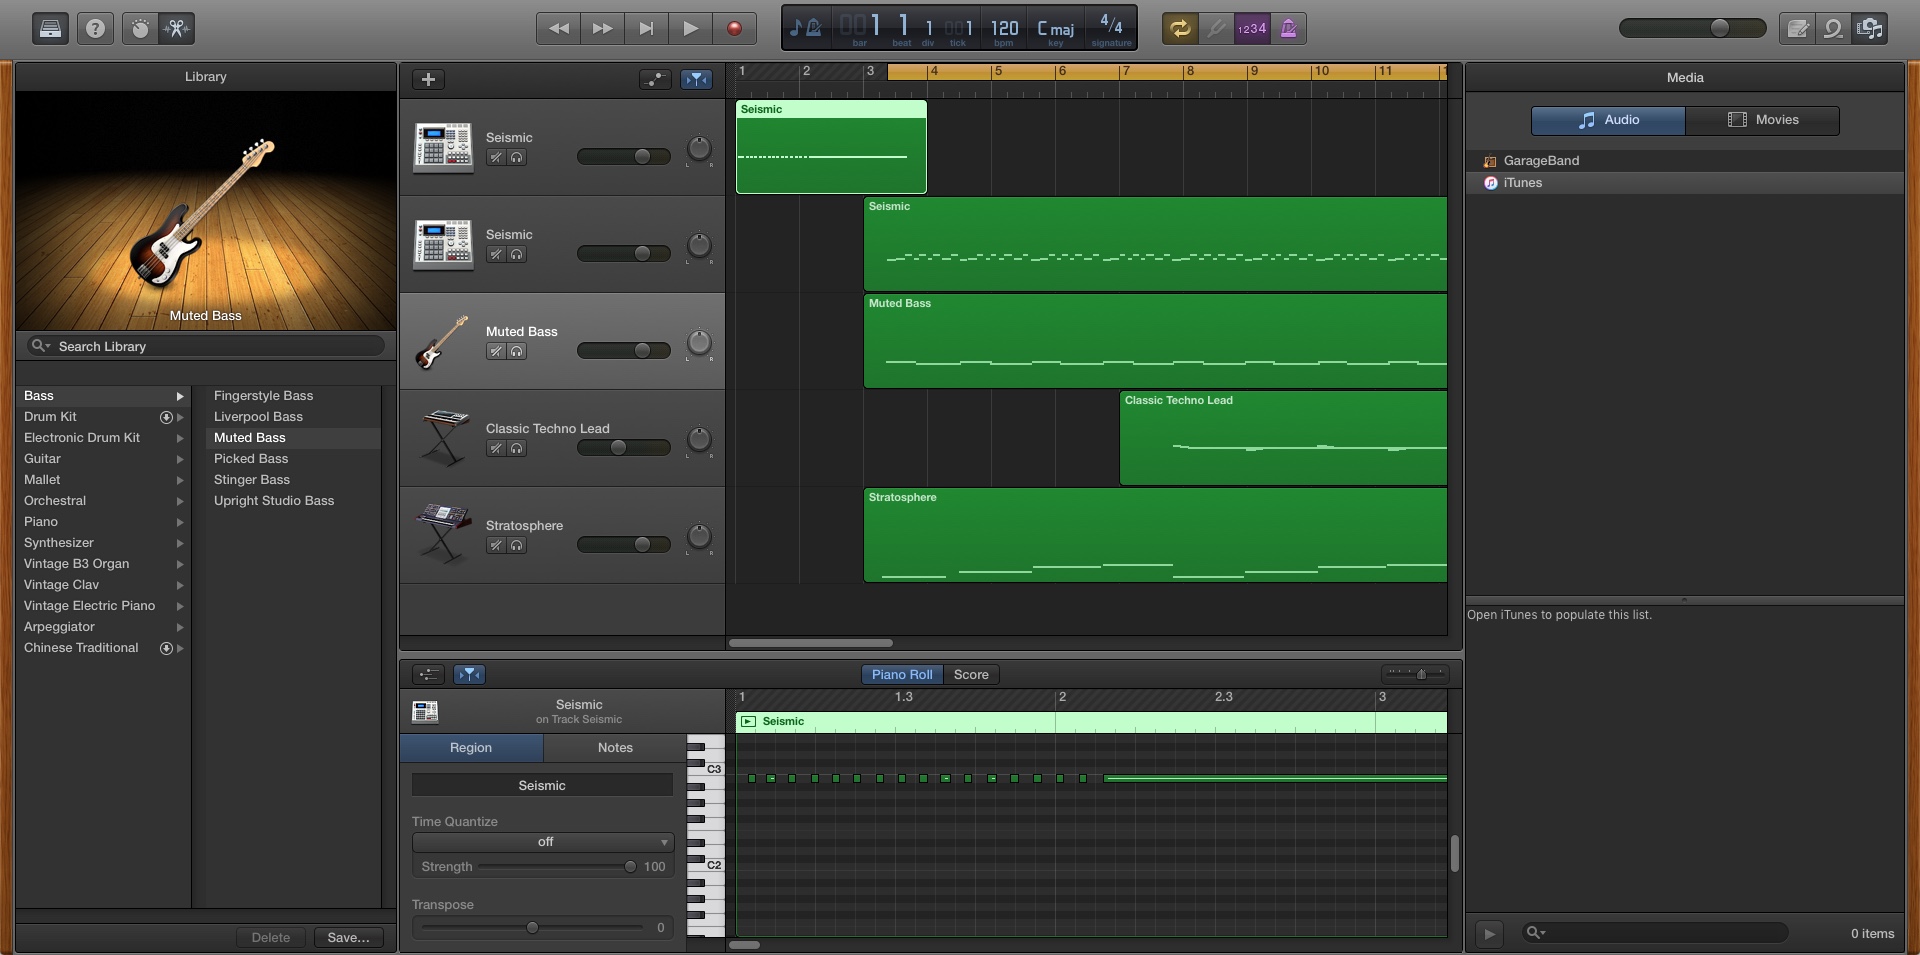 1 1 1 1 120 C maj 4/4
bar beat div tick bpm key signature
1234
Library
Muted Bass
Search Library
Bass
Drum Kit
Electronic Drum Kit
Guitar
Mallet
Orchestral
Piano
Synthesizer
Vintage B3 Organ
Vintage Clav
Vintage Electric Piano
Arpeggiator
Chinese Traditional
Fingerstyle Bass
Liverpool Bass
Muted Bass
Picked Bass
Stinger Bass
Upright Studio Bass
Delete Save...
1 2 3 4 5 6 7 8 9 10 11
Seismic
L R
Seismic
Seismic
L R
Seismic
Muted Bass
L R
Muted Bass
Classic Techno Lead
L R
Classic Techno Lead
Stratosphere
L R
Stratosphere
Piano Roll Score
Seismic
on Track Seismic
Region Notes
Seismic
Time Quantize
off
Strength 100
Transpose
0
1 1.3 2 2.3 3
Seismic
C3
C2
Media
Audio Movies
GarageBand
iTunes
Open iTunes to populate this list.
0 items